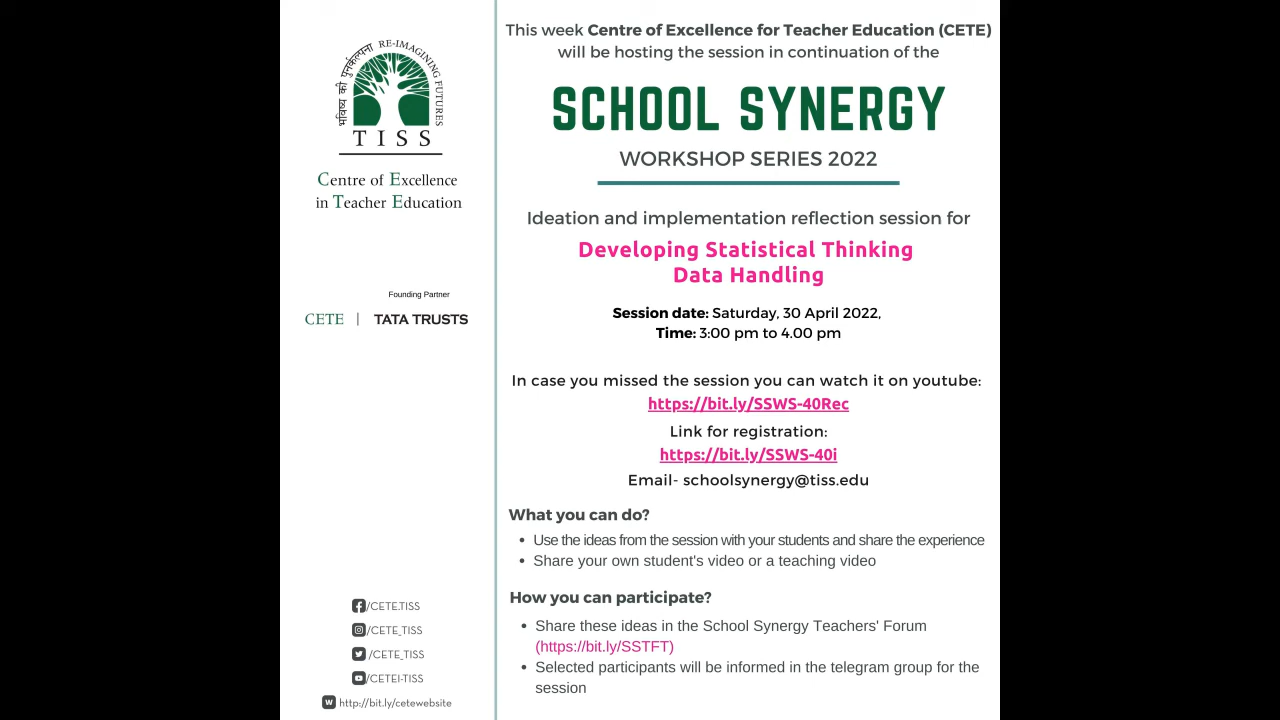 भविष्य की पुनर्कल्पना RE-IMAGINING FUTURES
TISS
Centre of Excellence
in Teacher Education
Founding Partner
CETE | TATA TRUSTS
/CETE.TISS
/CETE_TISS
/CETE_TISS
/CETEI-TISS
W http://bit.ly/cetewebsite
This week Centre of Excellence for Teacher Education (CETE)
will be hosting the session in continuation of the
SCHOOL SYNERGY
WORKSHOP SERIES 2022
Ideation and implementation reflection session for
Developing Statistical Thinking
Data Handling
Session date: Saturday, 30 April 2022,
Time: 3:00 pm to 4.00 pm
In case you missed the session you can watch it on youtube:
https://bit.ly/SSWS-40Rec
Link for registration:
https://bit.ly/SSWS-40i
Email- schoolsynergy@tiss.edu
What you can do?
• Use the ideas from the session with your students and share the experience
• Share your own student's video or a teaching video
How you can participate?
• Share these ideas in the School Synergy Teachers' Forum
(https://bit.ly/SSTFT)
• Selected participants will be informed in the telegram group for the
session